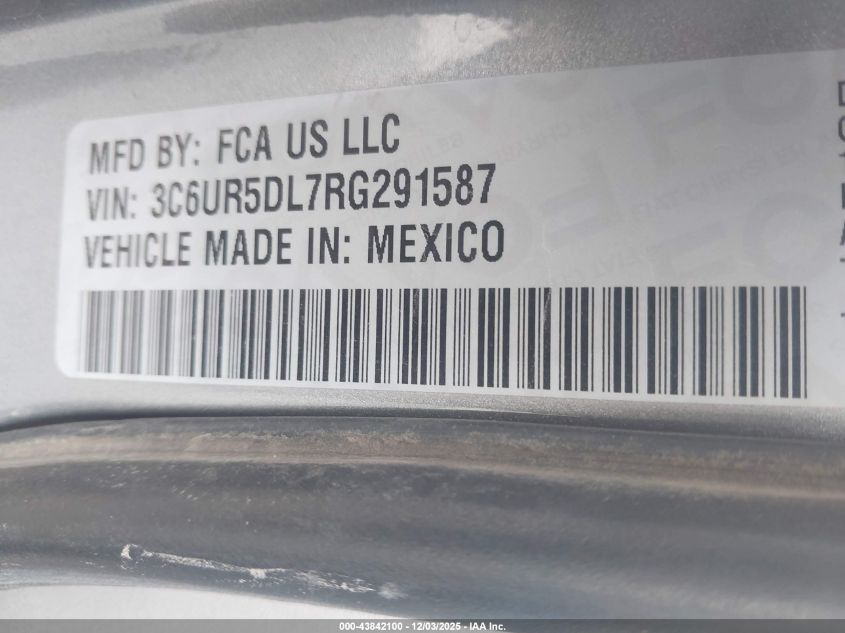 MFD BY: FCA US LLC
VIN: 3C6UR5DL7RG291587
VEHICLE MADE IN: MEXICO
000-43842100 - 12/03/2025 - IAA Inc.